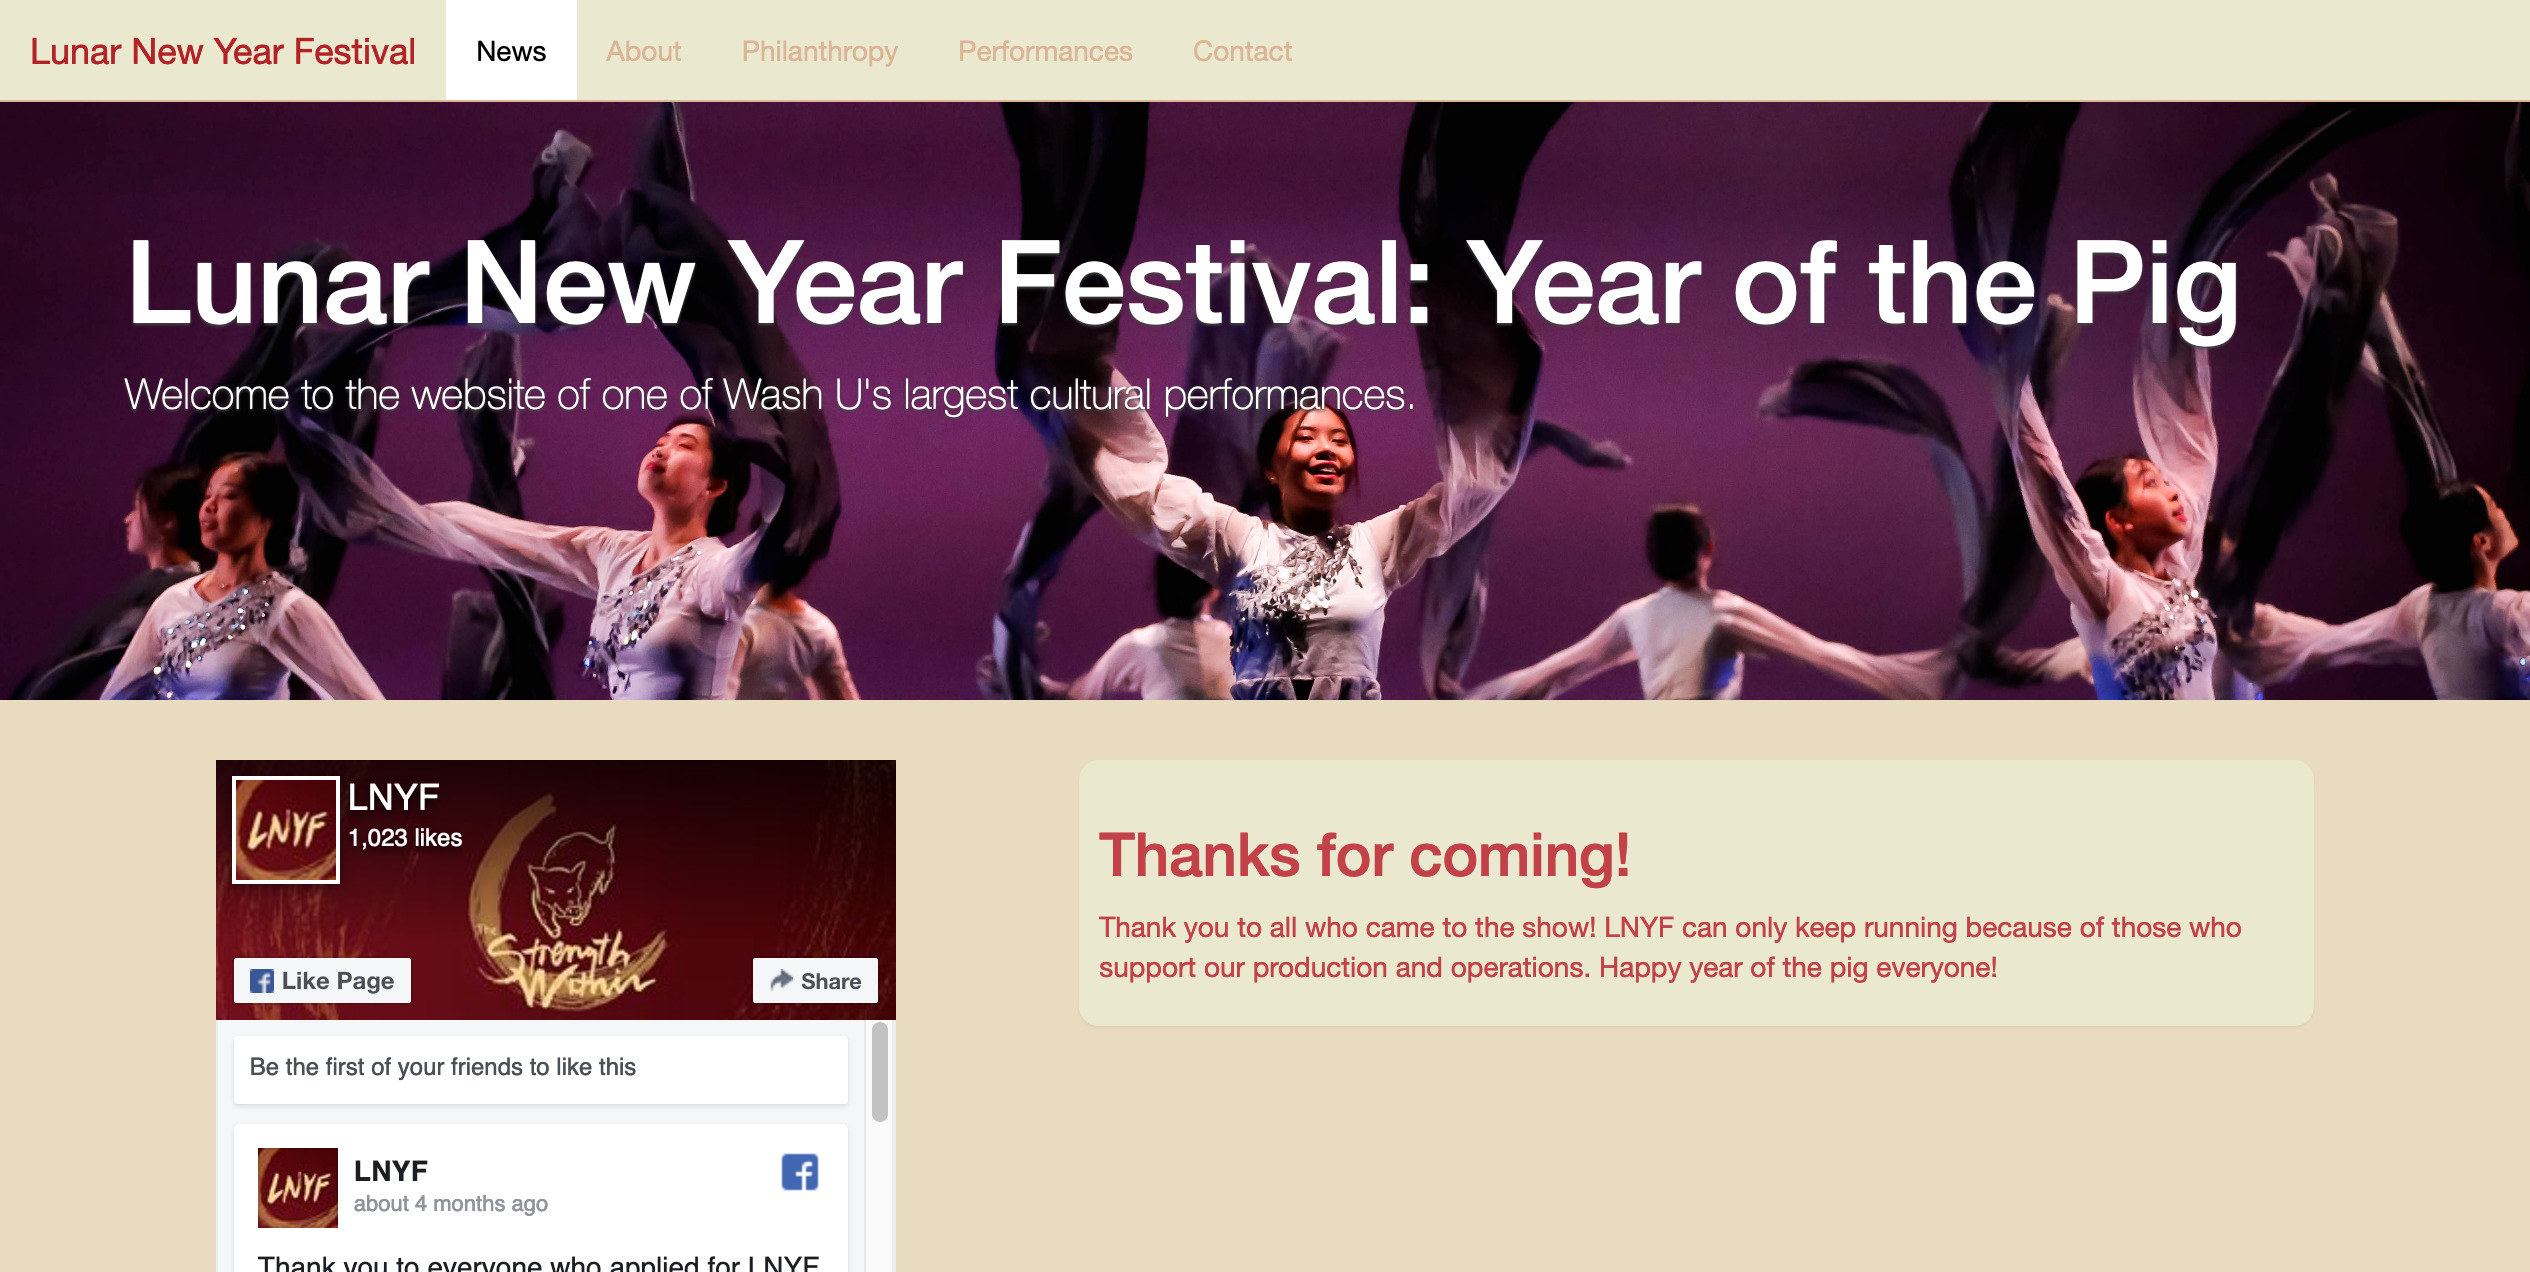 Lunar New Year Festival
News
About
Philanthropy
Performances
Contact
Lunar New Year Festival: Year of the Pig
Welcome to the website of one of Wash U's largest cultural performances.
LNYF
LNYF
1,023 likes
The
Strength
Within
Like Page
Share
Be the first of your friends to like this
LNYF
LNYF
about 4 months ago
Thank you to everyone who applied for LNYF
Thanks for coming!
Thank you to all who came to the show! LNYF can only keep running because of those who
support our production and operations. Happy year of the pig everyone!